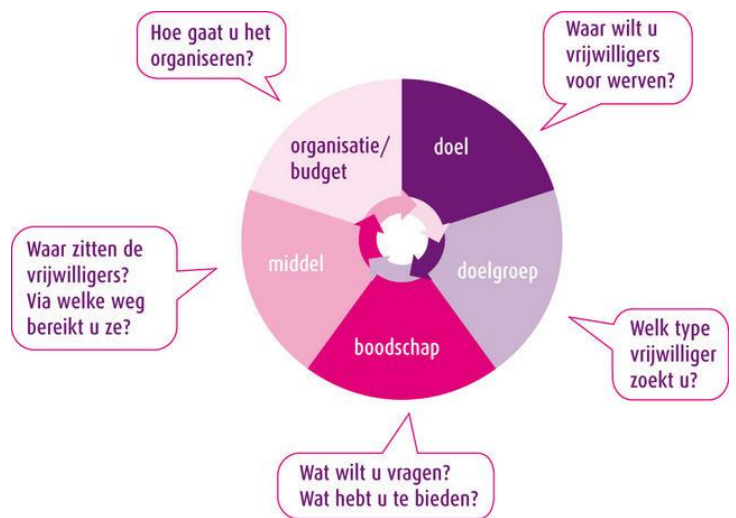 Hoe gaat u het
organiseren?
Waar wilt u
vrijwilligers
voor werven?
organisatie/
budget
doel
Waar zitten de
vrijwilligers?
Via welke weg
bereikt u ze?
middel
doelgroep
Welk type
vrijwilliger
zoekt u?
boodschap
Wat wilt u vragen?
Wat hebt u te bieden?